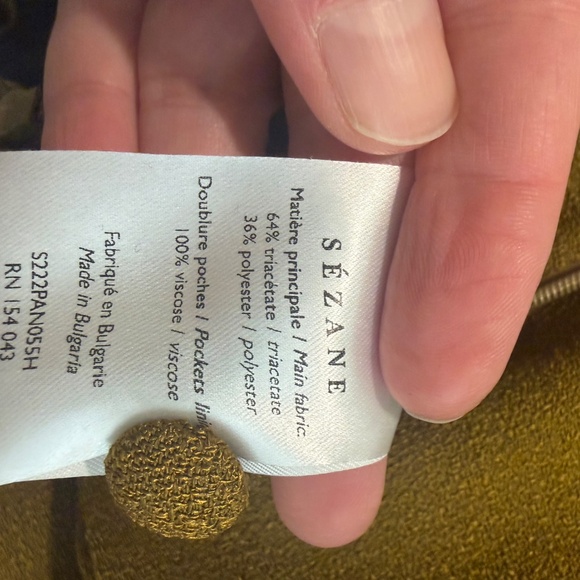 SÉZANE
Matière principale / Main fabric:
64% triacétate / triacetate
36% polyester / polyester
Doublure poches / Pockets
100% viscose / viscose
Fabriqué en Bulgarie
Made in Bulgaria
S222PAN055H
RN 154 043